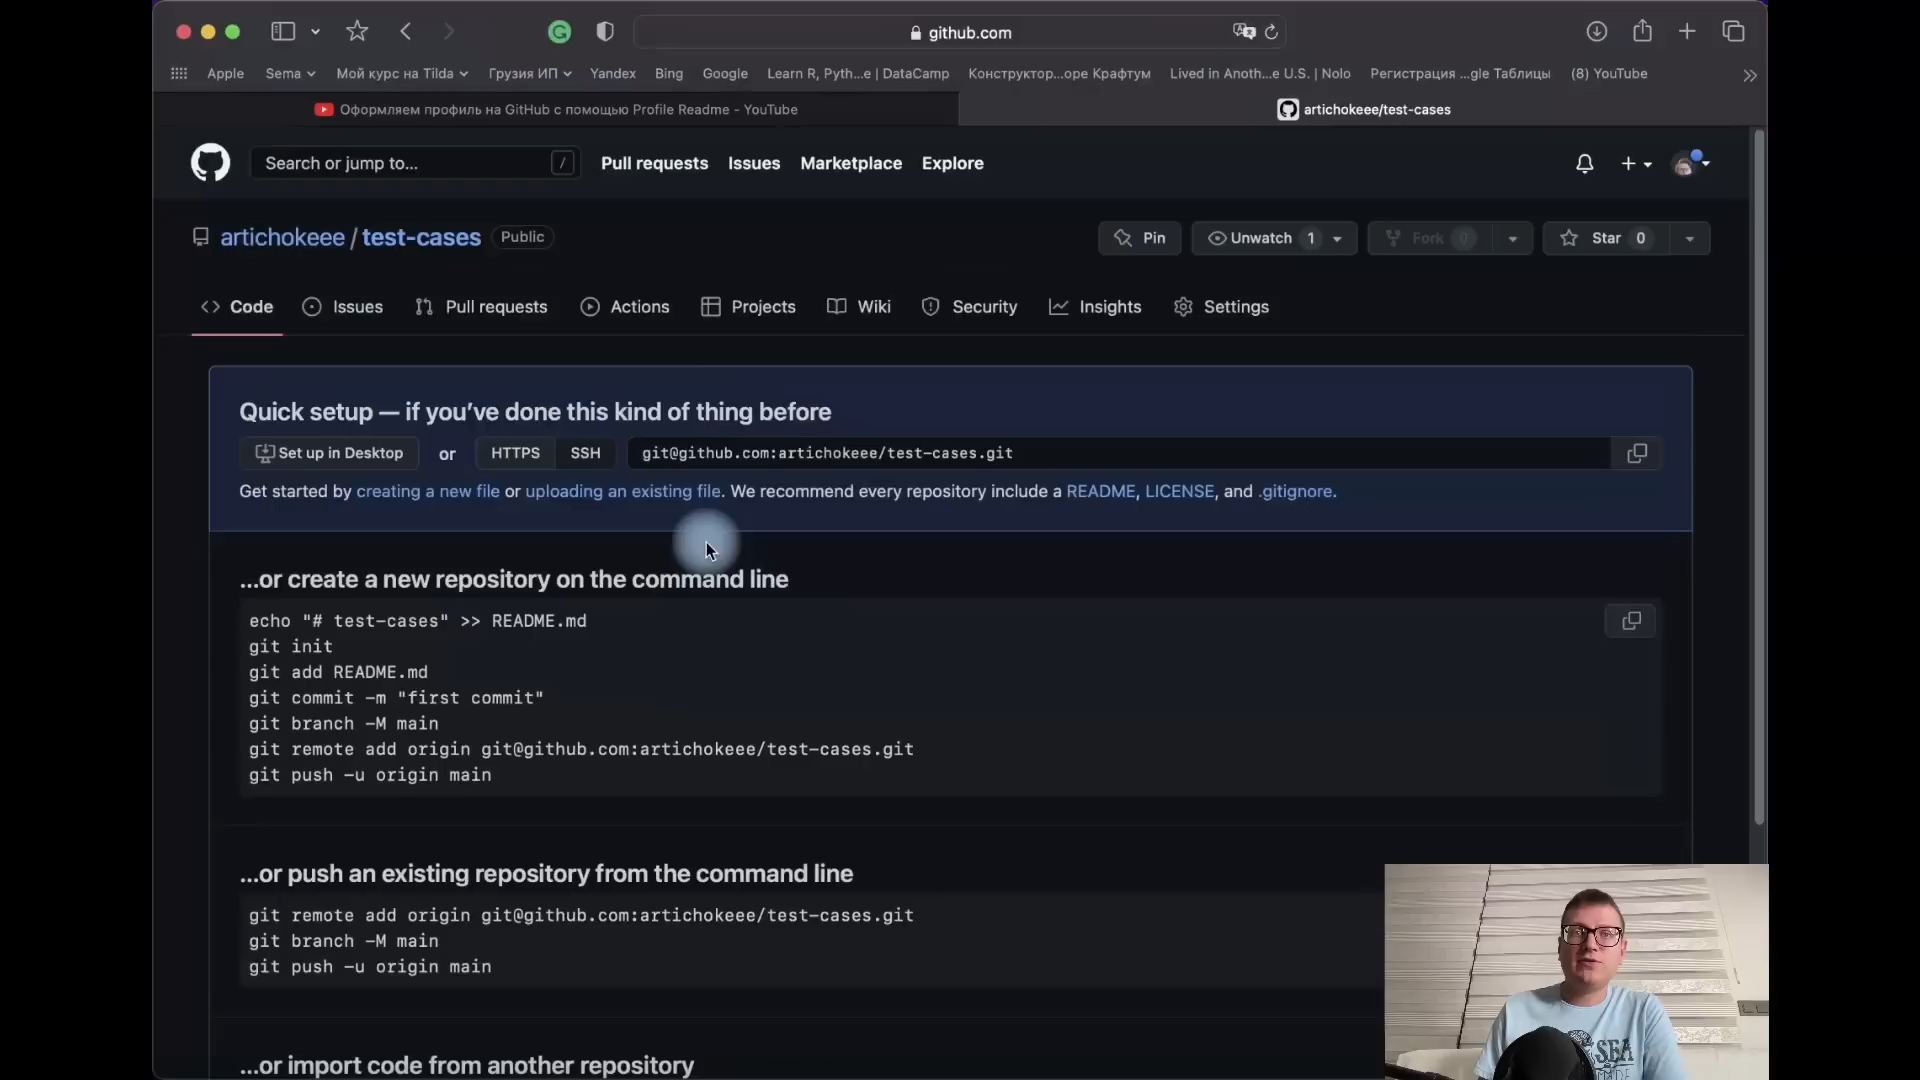 github.com
Apple Sema Мой курс на Tilda Грузия ИП Yandex Bing Google Learn R, Pyth...e | DataCamp Конструктор...оре Крафтум Lived in Anoth...e U.S. | Nolo Регистрация ...gle Таблицы (8) YouTube
Оформляем профиль на GitHub с помощью Profile Readme - YouTube artichokeee/test-cases
Search or jump to... / Pull requests Issues Marketplace Explore
artichokeee / test-cases Public Pin Unwatch 1 Fork 0 Star 0
Code Issues Pull requests Actions Projects Wiki Security Insights Settings
Quick setup — if you’ve done this kind of thing before
Set up in Desktop or HTTPS SSH git@github.com:artichokeee/test-cases.git
Get started by creating a new file or uploading an existing file. We recommend every repository include a README, LICENSE, and .gitignore.
...or create a new repository on the command line
echo "# test-cases" >> README.md
git init
git add README.md
git commit -m "first commit"
git branch -M main
git remote add origin git@github.com:artichokeee/test-cases.git
git push -u origin main
...or push an existing repository from the command line
git remote add origin git@github.com:artichokeee/test-cases.git
git branch -M main
git push -u origin main
...or import code from another repository
SEA